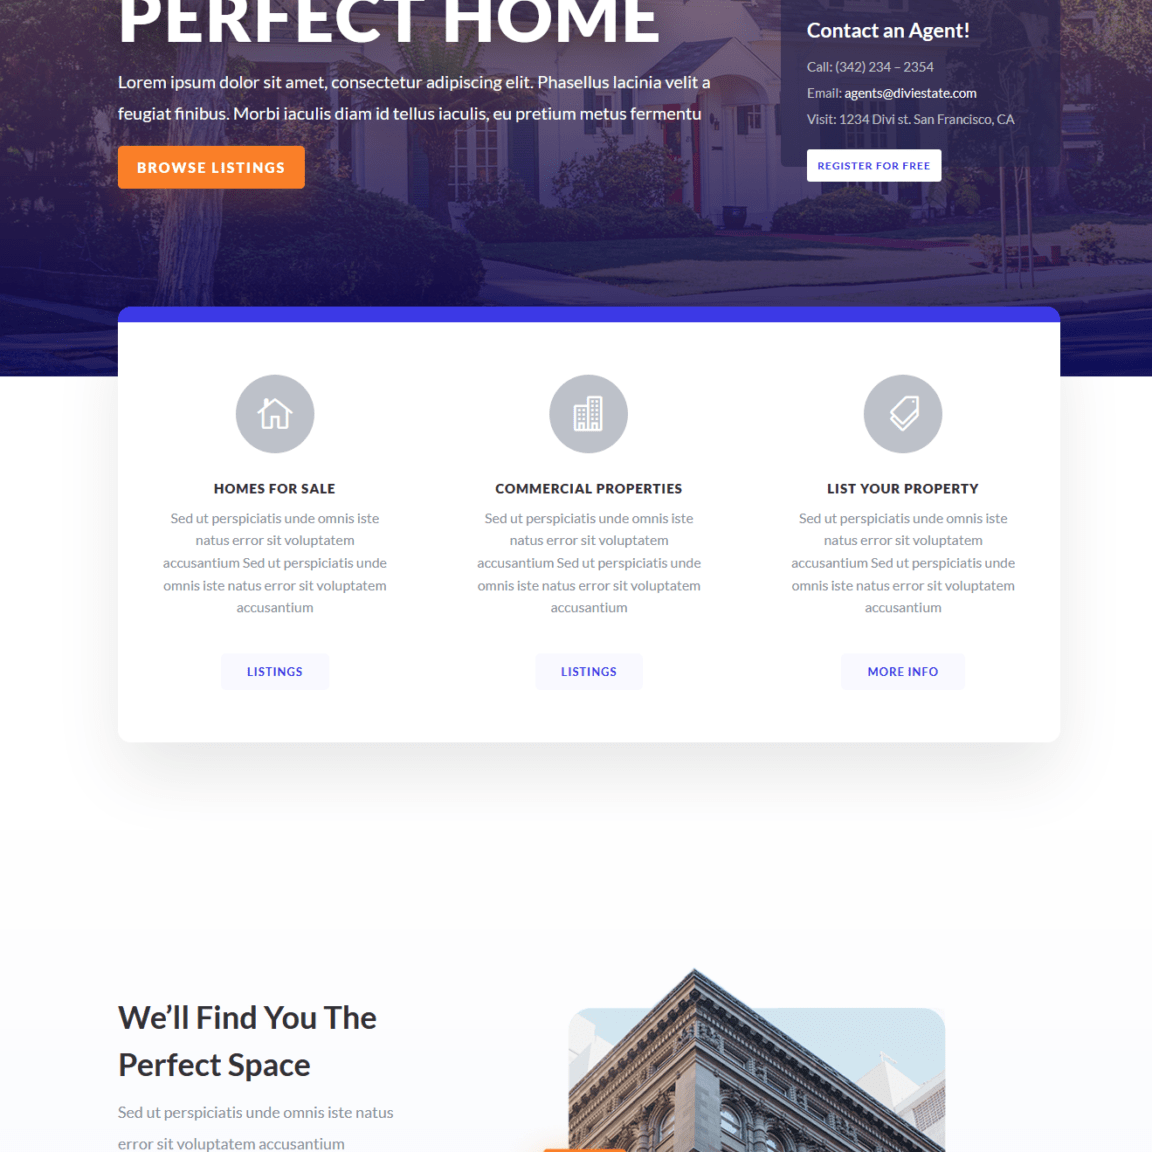 PERFECT HOME
Lorem ipsum dolor sit amet, consectetur adipiscing elit. Phasellus lacinia velit a
feugiat finibus. Morbi iaculis diam id tellus iaculis, eu pretium metus fermentu
BROWSE LISTINGS
Contact an Agent!
Call: (342) 234 – 2354
Email: agents@diviestate.com
Visit: 1234 Divi st. San Francisco, CA
REGISTER FOR FREE
HOMES FOR SALE
Sed ut perspiciatis unde omnis iste
natus error sit voluptatem
accusantium Sed ut perspiciatis unde
omnis iste natus error sit voluptatem
accusantium
LISTINGS
COMMERCIAL PROPERTIES
Sed ut perspiciatis unde omnis iste
natus error sit voluptatem
accusantium Sed ut perspiciatis unde
omnis iste natus error sit voluptatem
accusantium
LISTINGS
LIST YOUR PROPERTY
Sed ut perspiciatis unde omnis iste
natus error sit voluptatem
accusantium Sed ut perspiciatis unde
omnis iste natus error sit voluptatem
accusantium
MORE INFO
We’ll Find You The
Perfect Space
Sed ut perspiciatis unde omnis iste natus
error sit voluptatem accusantium